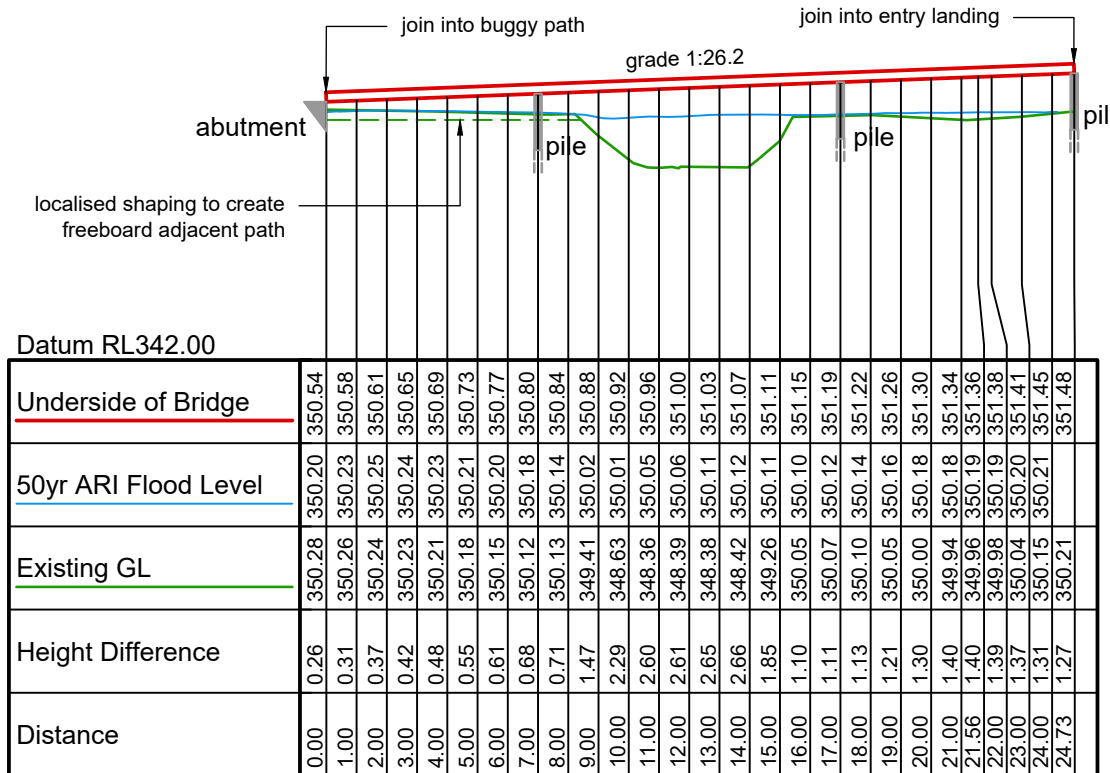 join into buggy path
join into entry landing
grade 1:26.2
abutment
pile
pile
pil
localised shaping to create
freeboard adjacent path
Datum RL342.00
Underside of Bridge 350.54 350.58 350.61 350.65 350.69 350.73 350.77 350.80 350.84 350.88 350.92 350.96 351.00 351.03 351.07 351.11 351.15 351.19 351.22 351.26 351.30 351.34 351.36 351.38 351.41 351.45 351.48
50yr ARI Flood Level 350.20 350.23 350.25 350.24 350.23 350.21 350.20 350.18 350.14 350.02 350.01 350.05 350.06 350.11 350.12 350.11 350.10 350.12 350.14 350.16 350.18 350.18 350.19 350.19 350.20 350.21
Existing GL 350.28 350.26 350.24 350.23 350.21 350.18 350.15 350.12 350.13 349.41 348.63 348.36 348.39 348.38 348.42 349.26 350.05 350.07 350.10 350.05 350.00 349.94 349.96 349.98 350.04 350.15 350.21
Height Difference 0.26 0.31 0.37 0.42 0.48 0.55 0.61 0.68 0.71 1.47 2.29 2.60 2.61 2.65 2.66 1.85 1.10 1.11 1.13 1.21 1.30 1.40 1.40 1.39 1.37 1.31 1.27
Distance 0.00 1.00 2.00 3.00 4.00 5.00 6.00 7.00 8.00 9.00 10.00 11.00 12.00 13.00 14.00 15.00 16.00 17.00 18.00 19.00 20.00 21.00 21.56 22.00 23.00 24.00 24.73